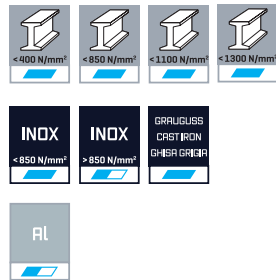 <400 N/mm² <850 N/mm² <1100 N/mm² <1300 N/mm²
INOX
<850 N/mm²
INOX
>850 N/mm²
GRAUGUSS
CAST IRON
GHISA GRIGIA
Al